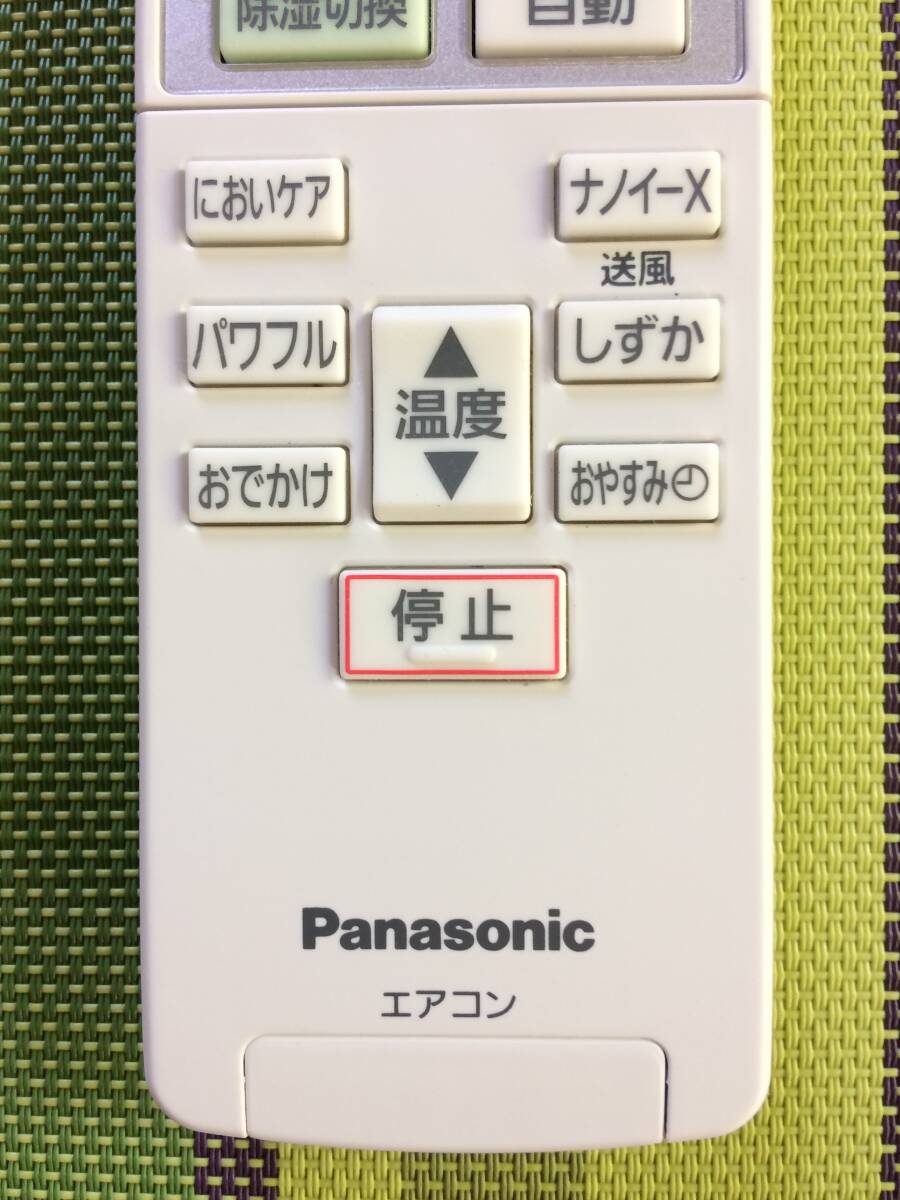 除湿切換
自動
においケア
ナノイーX
送風
パワフル
しずか
▲
温度
▼
おでかけ
おやすみ
停止
Panasonic
エアコン